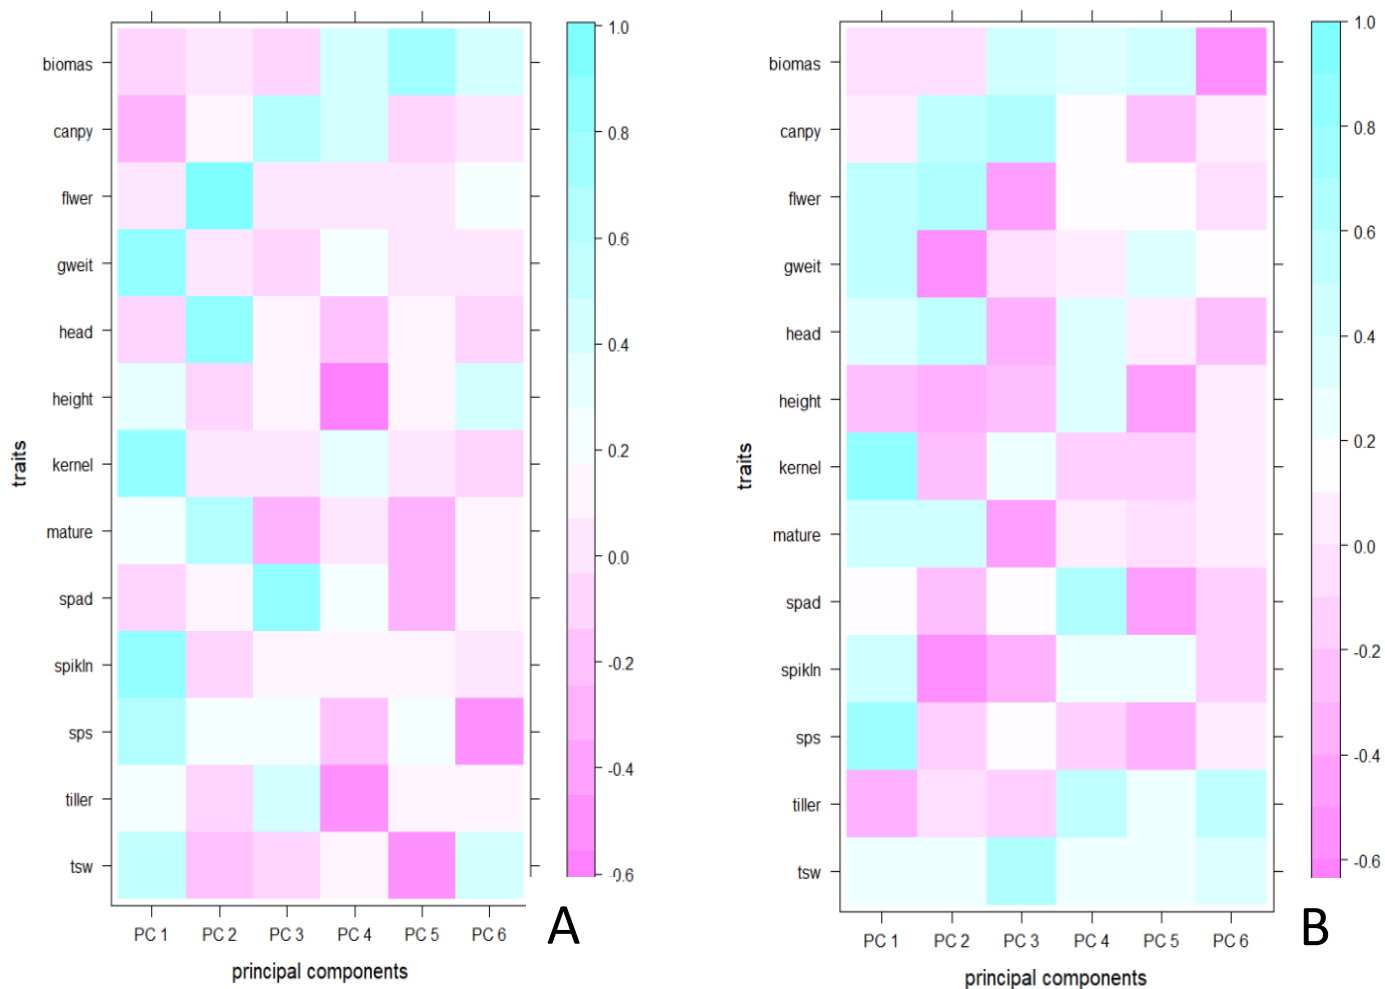 traits
biomas
canpy
flwer
gweit
head
height
kernel
mature
spad
spikln
sps
tiller
tsw
PC 1 PC 2 PC 3 PC 4 PC 5 PC 6
principal components
1.0
0.8
0.6
0.4
0.2
0.0
-0.2
-0.4
-0.6
A
traits
biomas
canpy
flwer
gweit
head
height
kernel
mature
spad
spikln
sps
tiller
tsw
PC 1 PC 2 PC 3 PC 4 PC 5 PC 6
principal components
1.0
0.8
0.6
0.4
0.2
0.0
-0.2
-0.4
-0.6
B